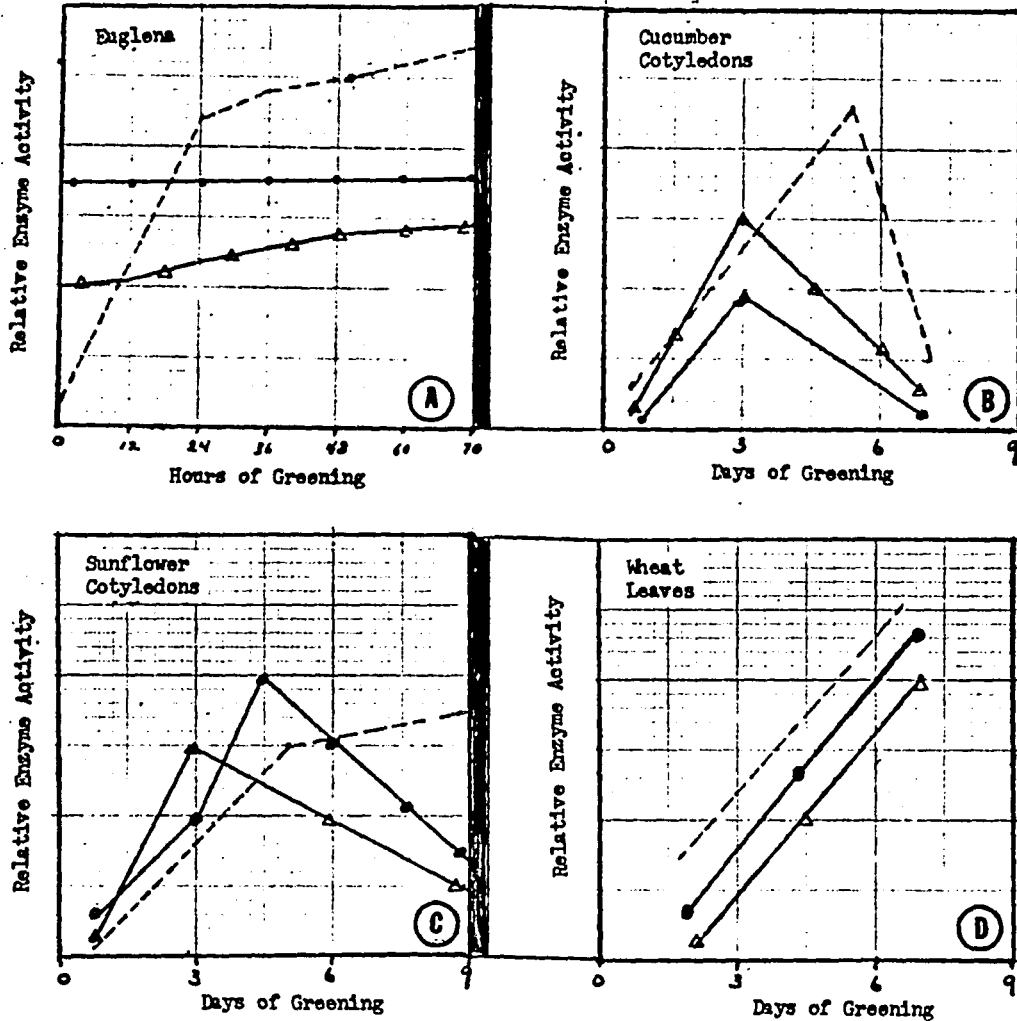 Euglena
Relative Enzyme Activity
A
0 12 24 36 48 60 70
Hours of Greening
Cucumber
Cotyledons
Relative Enzyme Activity
B
0 3 6 9
Days of Greening
Sunflower
Cotyledons
Relative Enzyme Activity
C
0 3 6 9
Days of Greening
Wheat
Leaves
Relative Enzyme Activity
D
0 3 6 9
Days of Greening